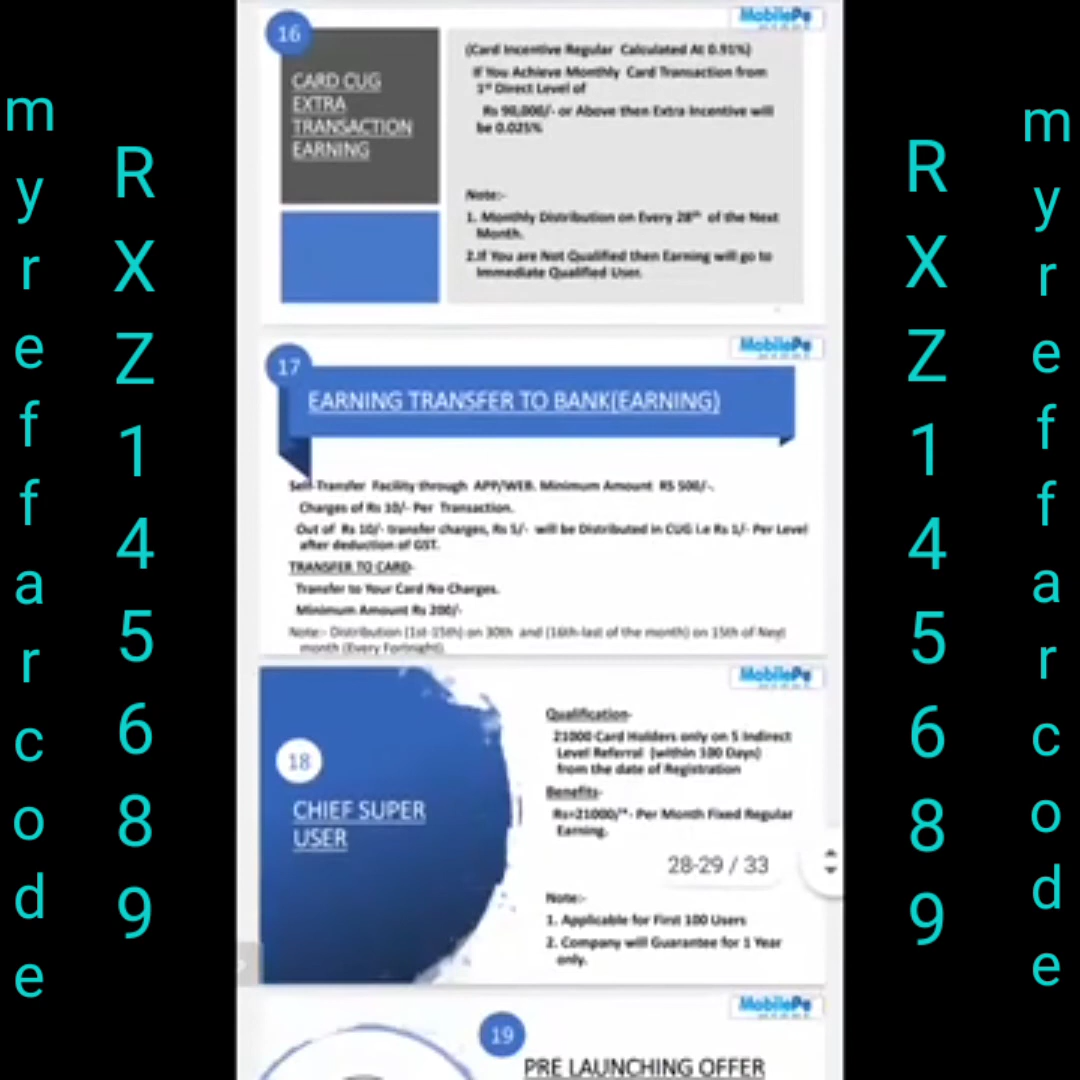 myreffarcode
RXZ145689
MobilePe
16
CARD CUG
EXTRA
TRANSACTION
EARNING
(Card Incentive Regular Calculated At 0.91%)
If You Achieve Monthly Card Transaction from
1st Direct Level of
Rs 90,000/- or Above then Extra Incentive will
be 0.025%
Note:-
1. Monthly Distribution on Every 28th of the Next
Month.
2.If You are Not Qualified then Earning will go to
Immediate Qualified User.
MobilePe
17
EARNING TRANSFER TO BANK(EARNING)
Self-Transfer Facility through APP/WEB. Minimum Amount RS 500/-.
Charges of Rs 10/- Per Transaction.
Out of Rs 10/- transfer charges, Rs 5/- will be Distributed in CUG i.e Rs 1/- Per Level
after deduction of GST.
TRANSFER TO CARD-
Transfer to Your Card No Charges.
Minimum Amount Rs 200/-
Note:- Distribution (1st-15th) on 30th and (16th-last of the month) on 15th of Next
month (Every Fortnight).
MobilePe
18
CHIEF SUPER
USER
Qualification-
21000 Card Holders only on 5 Indirect
Level Referral (within 100 Days)
from the date of Registration
Benefits-
Rs=21000/*- Per Month Fixed Regular
Earning.
28-29 / 33
Note:-
1. Applicable for First 100 Users
2. Company will Guarantee for 1 Year
only.
MobilePe
19
PRE LAUNCHING OFFER
RXZ145689
myreffarcode